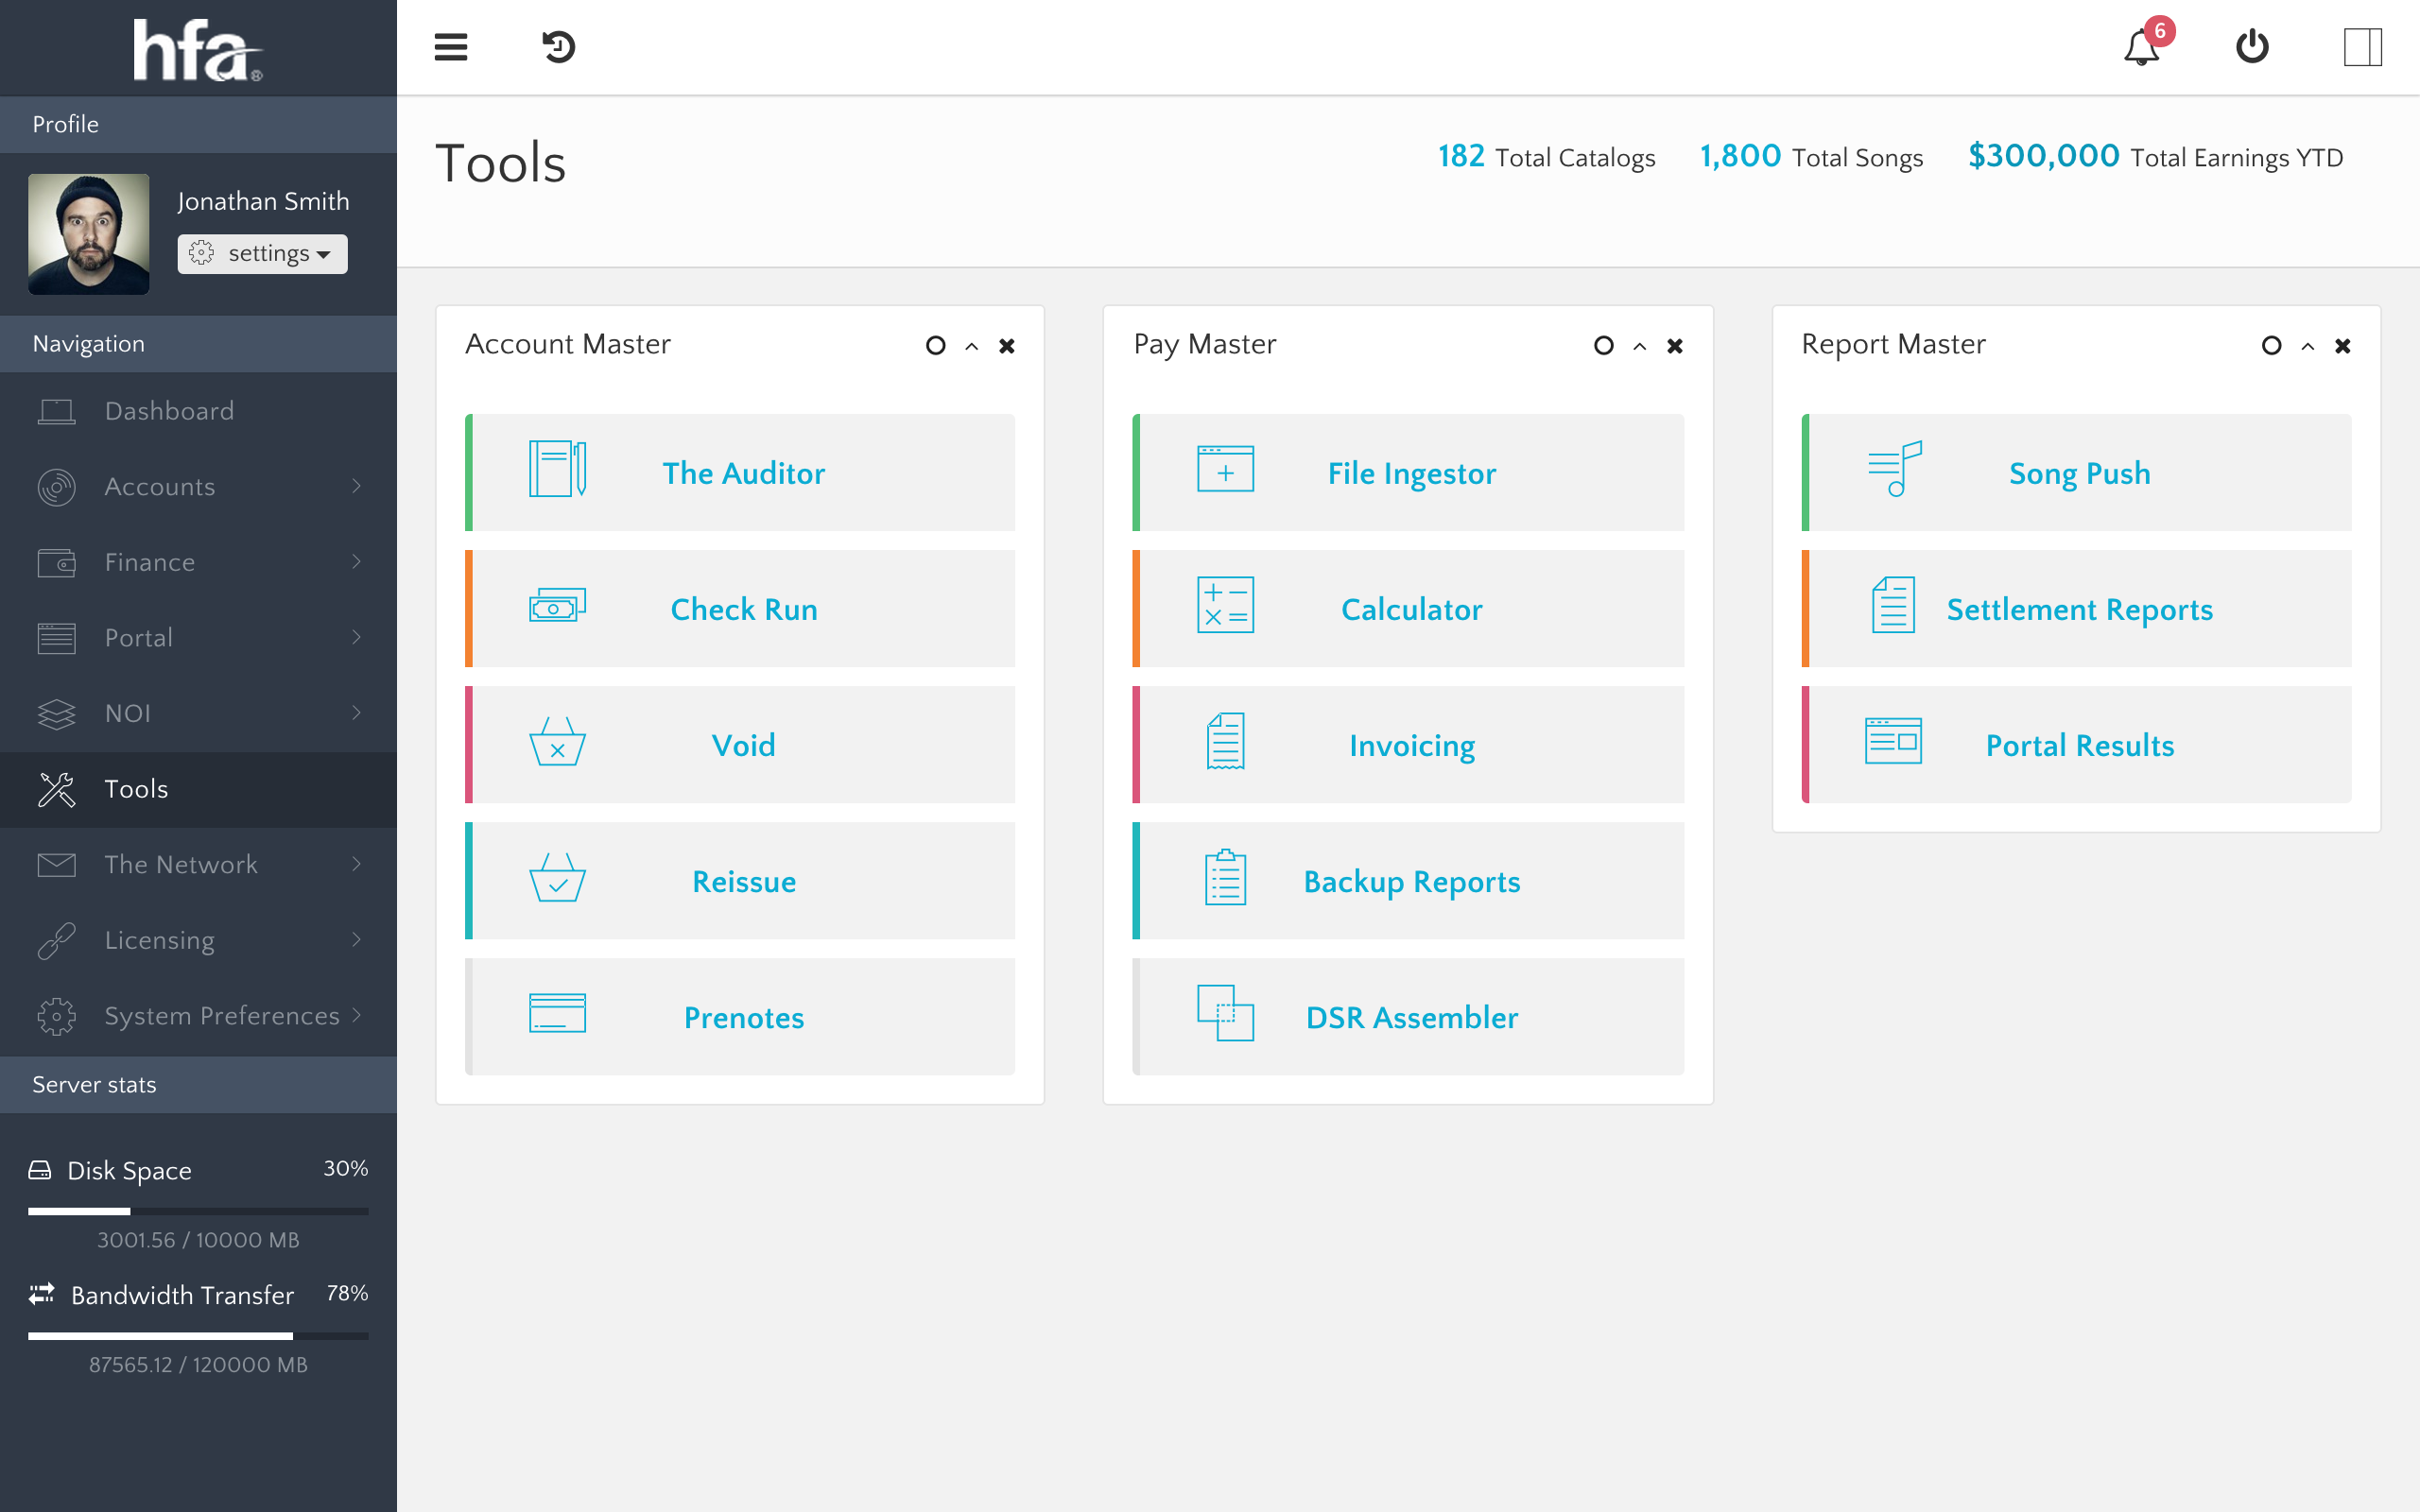 hfa®
6
Profile
Jonathan Smith
settings
Navigation
Dashboard
Accounts
Finance
Portal
NOI
Tools
The Network
Licensing
System Preferences
Server stats
Disk Space 30%
3001.56 / 10000 MB
Bandwidth Transfer 78%
87565.12 / 120000 MB
Tools
182 Total Catalogs 1,800 Total Songs $300,000 Total Earnings YTD
Account Master
The Auditor
Check Run
Void
Reissue
Prenotes
Pay Master
File Ingestor
Calculator
Invoicing
Backup Reports
DSR Assembler
Report Master
Song Push
Settlement Reports
Portal Results